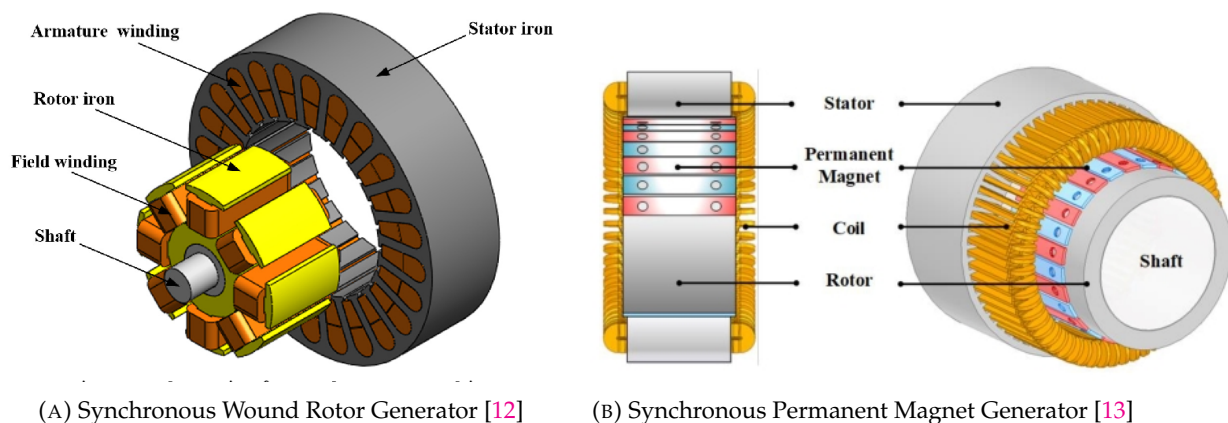 Armature winding
Stator iron
Rotor iron
Field winding
Shaft
Stator
Permanent
Magnet
Coil
Rotor
Shaft
(A) Synchronous Wound Rotor Generator [12]
(B) Synchronous Permanent Magnet Generator [13]